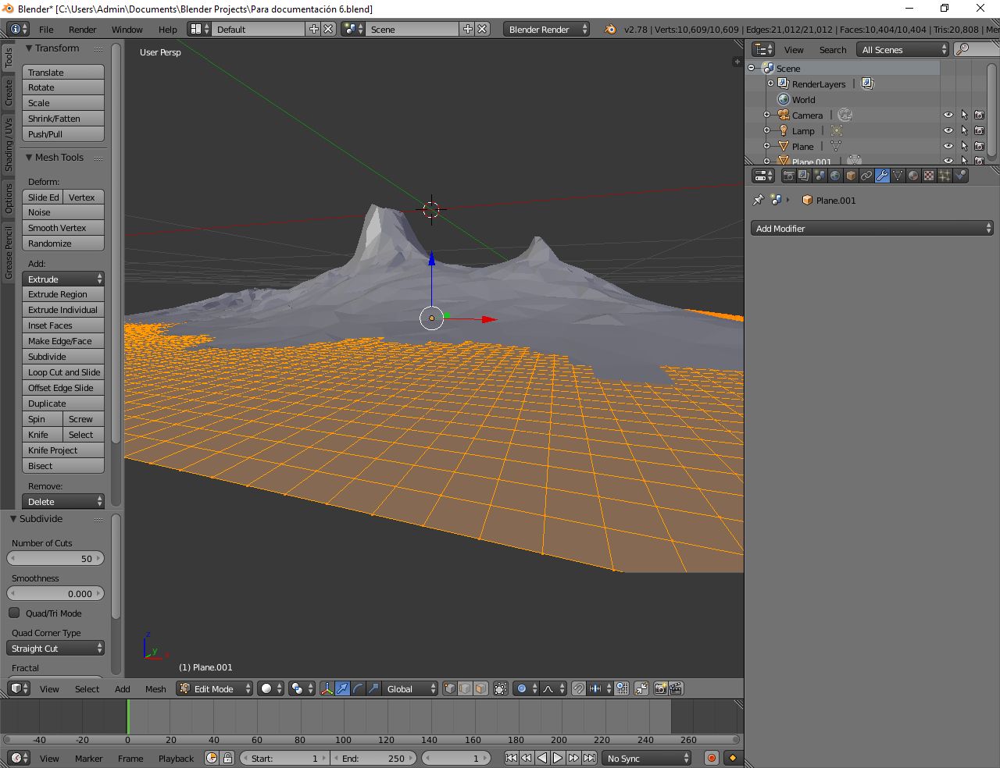 Blender* [C:\Users\Admin\Documents\Blender Projects\Para documentación 6.blend]
File Render Window Help Default Scene Blender Render v2.78 | Verts:10,609/10,609 | Edges:21,012/21,012 | Faces:10,404/10,404 | Tris:20,808 |
Tools
Create
Shading / UVs
Options
Grease Pencil
Transform
Translate
Rotate
Scale
Shrink/Fatten
Push/Pull
Mesh Tools
Deform:
Slide Ed Vertex
Noise
Smooth Vertex
Randomize
Add:
Extrude
Extrude Region
Extrude Individual
Inset Faces
Make Edge/Face
Subdivide
Loop Cut and Slide
Offset Edge Slide
Duplicate
Spin Screw
Knife Select
Knife Project
Bisect
Remove:
Delete
Subdivide
Number of Cuts
50
Smoothness
0.000
Quad/Tri Mode
Quad Corner Type
Straight Cut
Fractal
User Persp
z
y
x
(1) Plane.001
View Search All Scenes
Scene
RenderLayers
World
Camera
Lamp
Plane
Plane.001
Plane.001
Add Modifier
View Select Add Mesh Edit Mode Global
-40 -20 0 20 40 60 80 100 120 140 160 180 200 220 240 260
View Marker Frame Playback Start: 1 End: 250 1 No Sync